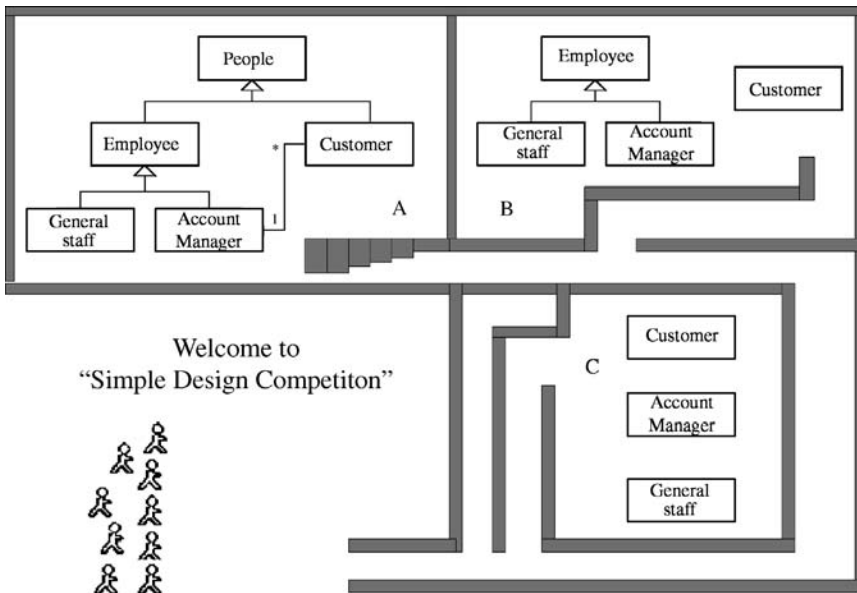 People
Employee
Customer
*
General
staff
Account
Manager
1
A
Employee
Customer
General
staff
Account
Manager
B
Welcome to
“Simple Design Competiton”
Customer
C
Account
Manager
General
staff